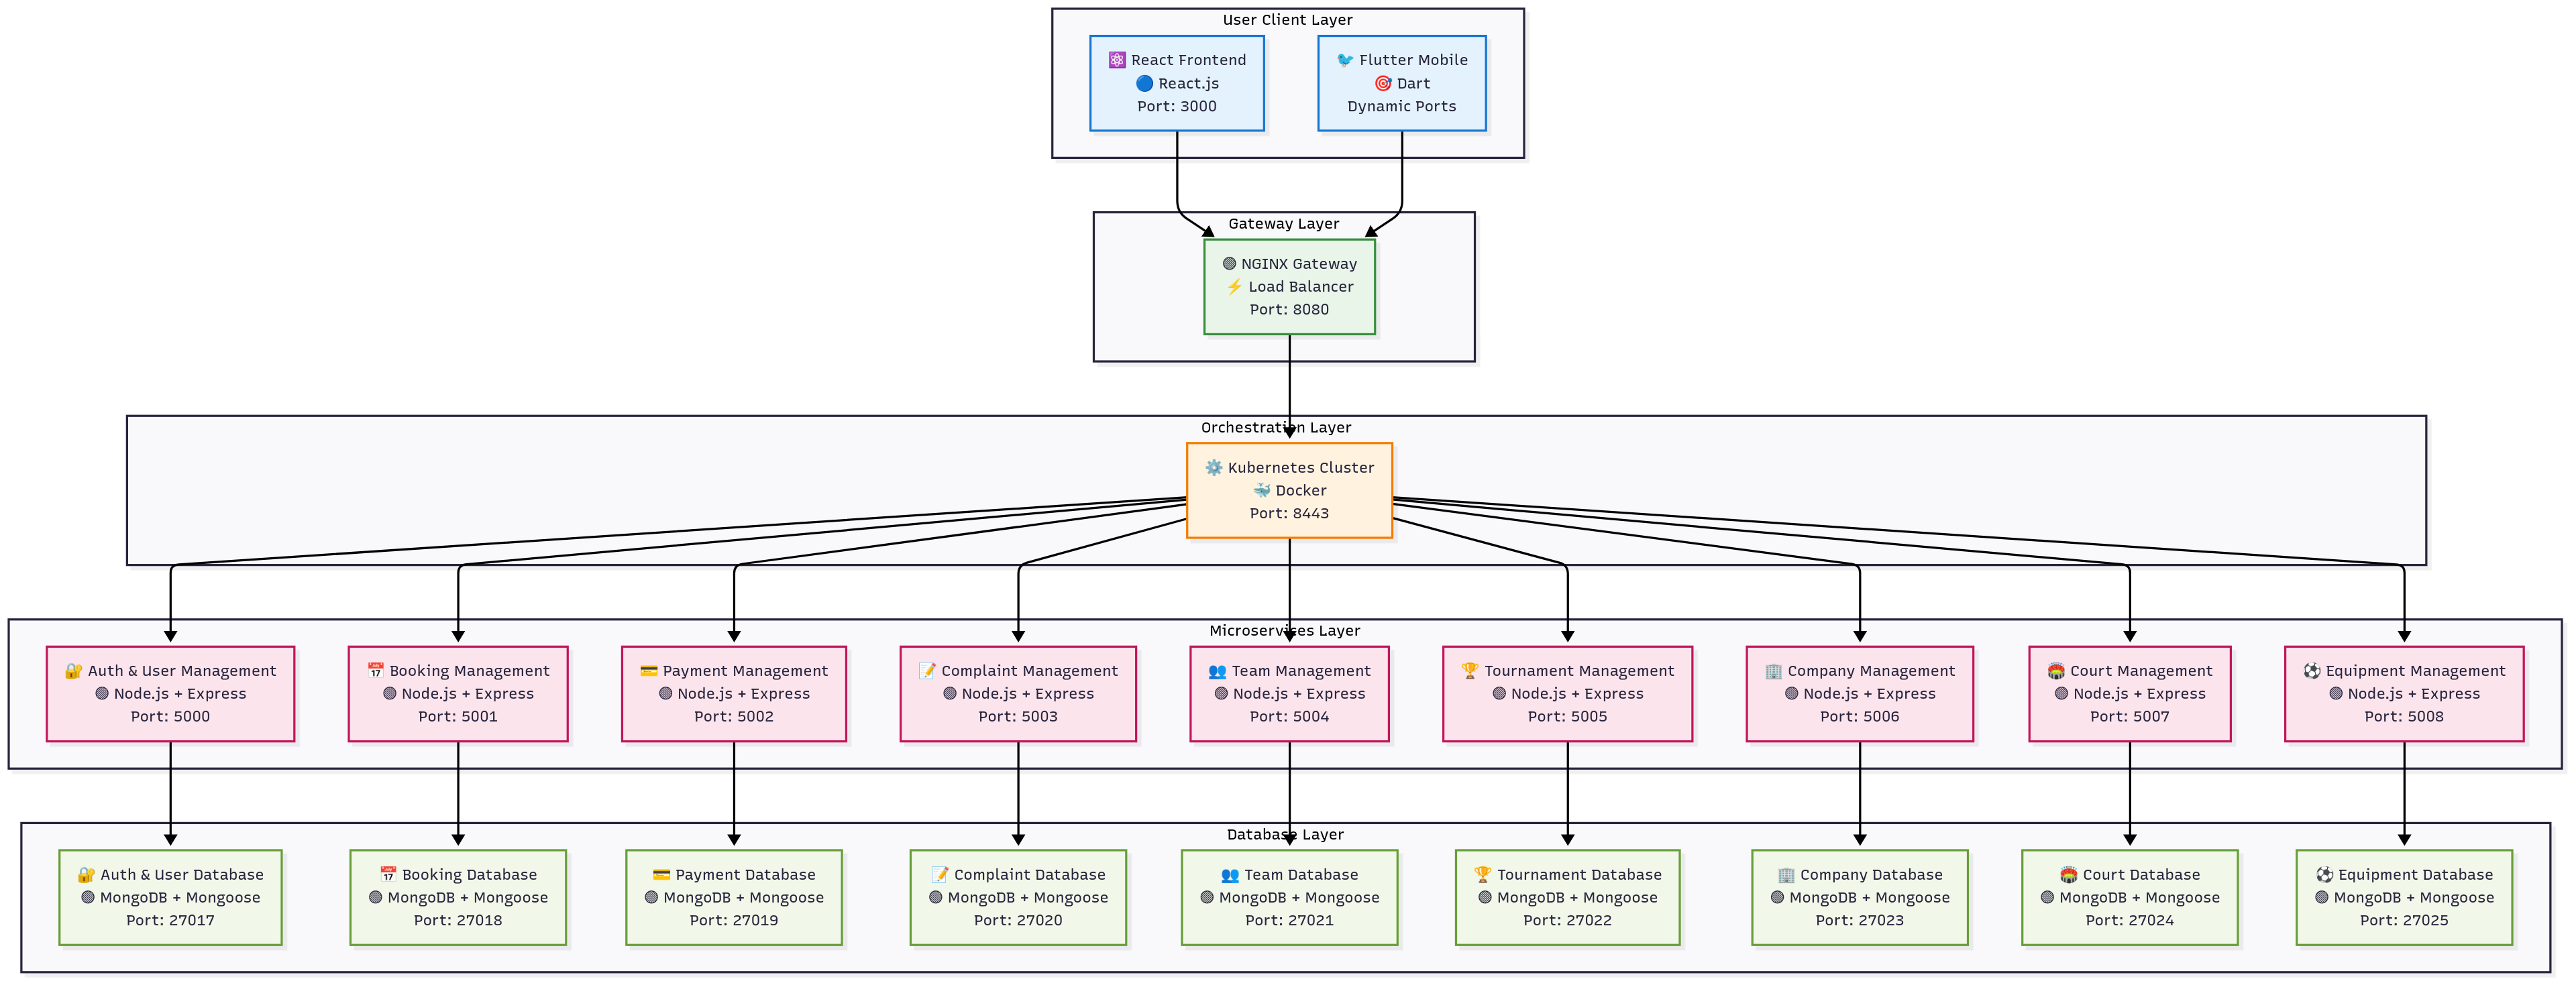 User Client Layer
⚛️ React Frontend
🔵 React.js
Port: 3000
🐦 Flutter Mobile
🎯 Dart
Dynamic Ports
Gateway Layer
🟢 NGINX Gateway
⚡ Load Balancer
Port: 8080
Orchestration Layer
⚙️ Kubernetes Cluster
🐳 Docker
Port: 8443
Microservices Layer
🔐 Auth & User Management
🟢 Node.js + Express
Port: 5000
📅 Booking Management
🟢 Node.js + Express
Port: 5001
💳 Payment Management
🟢 Node.js + Express
Port: 5002
📝 Complaint Management
🟢 Node.js + Express
Port: 5003
👥 Team Management
🟢 Node.js + Express
Port: 5004
🏆 Tournament Management
🟢 Node.js + Express
Port: 5005
🏢 Company Management
🟢 Node.js + Express
Port: 5006
🏟️ Court Management
🟢 Node.js + Express
Port: 5007
⚽ Equipment Management
🟢 Node.js + Express
Port: 5008
Database Layer
🔐 Auth & User Database
🟢 MongoDB + Mongoose
Port: 27017
📅 Booking Database
🟢 MongoDB + Mongoose
Port: 27018
💳 Payment Database
🟢 MongoDB + Mongoose
Port: 27019
📝 Complaint Database
🟢 MongoDB + Mongoose
Port: 27020
👥 Team Database
🟢 MongoDB + Mongoose
Port: 27021
🏆 Tournament Database
🟢 MongoDB + Mongoose
Port: 27022
🏢 Company Database
🟢 MongoDB + Mongoose
Port: 27023
🏟️ Court Database
🟢 MongoDB + Mongoose
Port: 27024
⚽ Equipment Database
🟢 MongoDB + Mongoose
Port: 27025